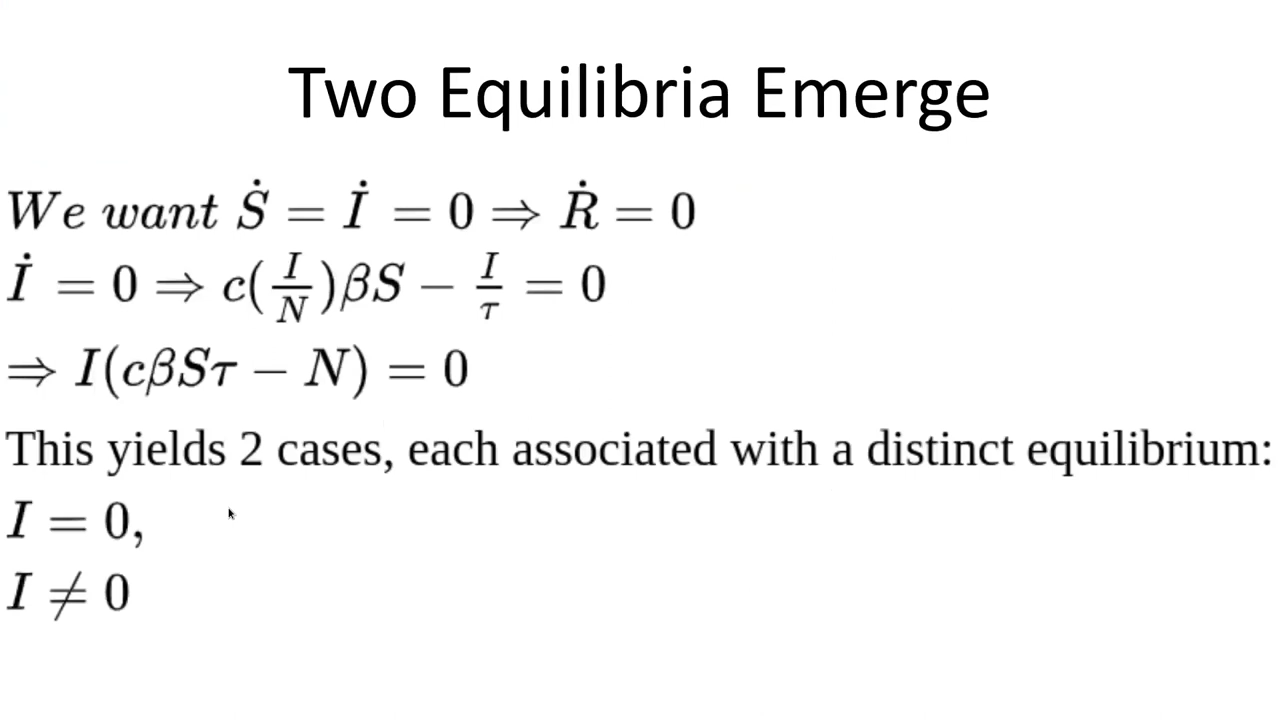 Two Equilibria Emerge
We want Ṡ = İ = 0 ⇒ Ṙ = 0
İ = 0 ⇒ c(I/N)βS − I/τ = 0
⇒ I(cβSτ − N) = 0
This yields 2 cases, each associated with a distinct equilibrium:
I = 0,
I ≠ 0